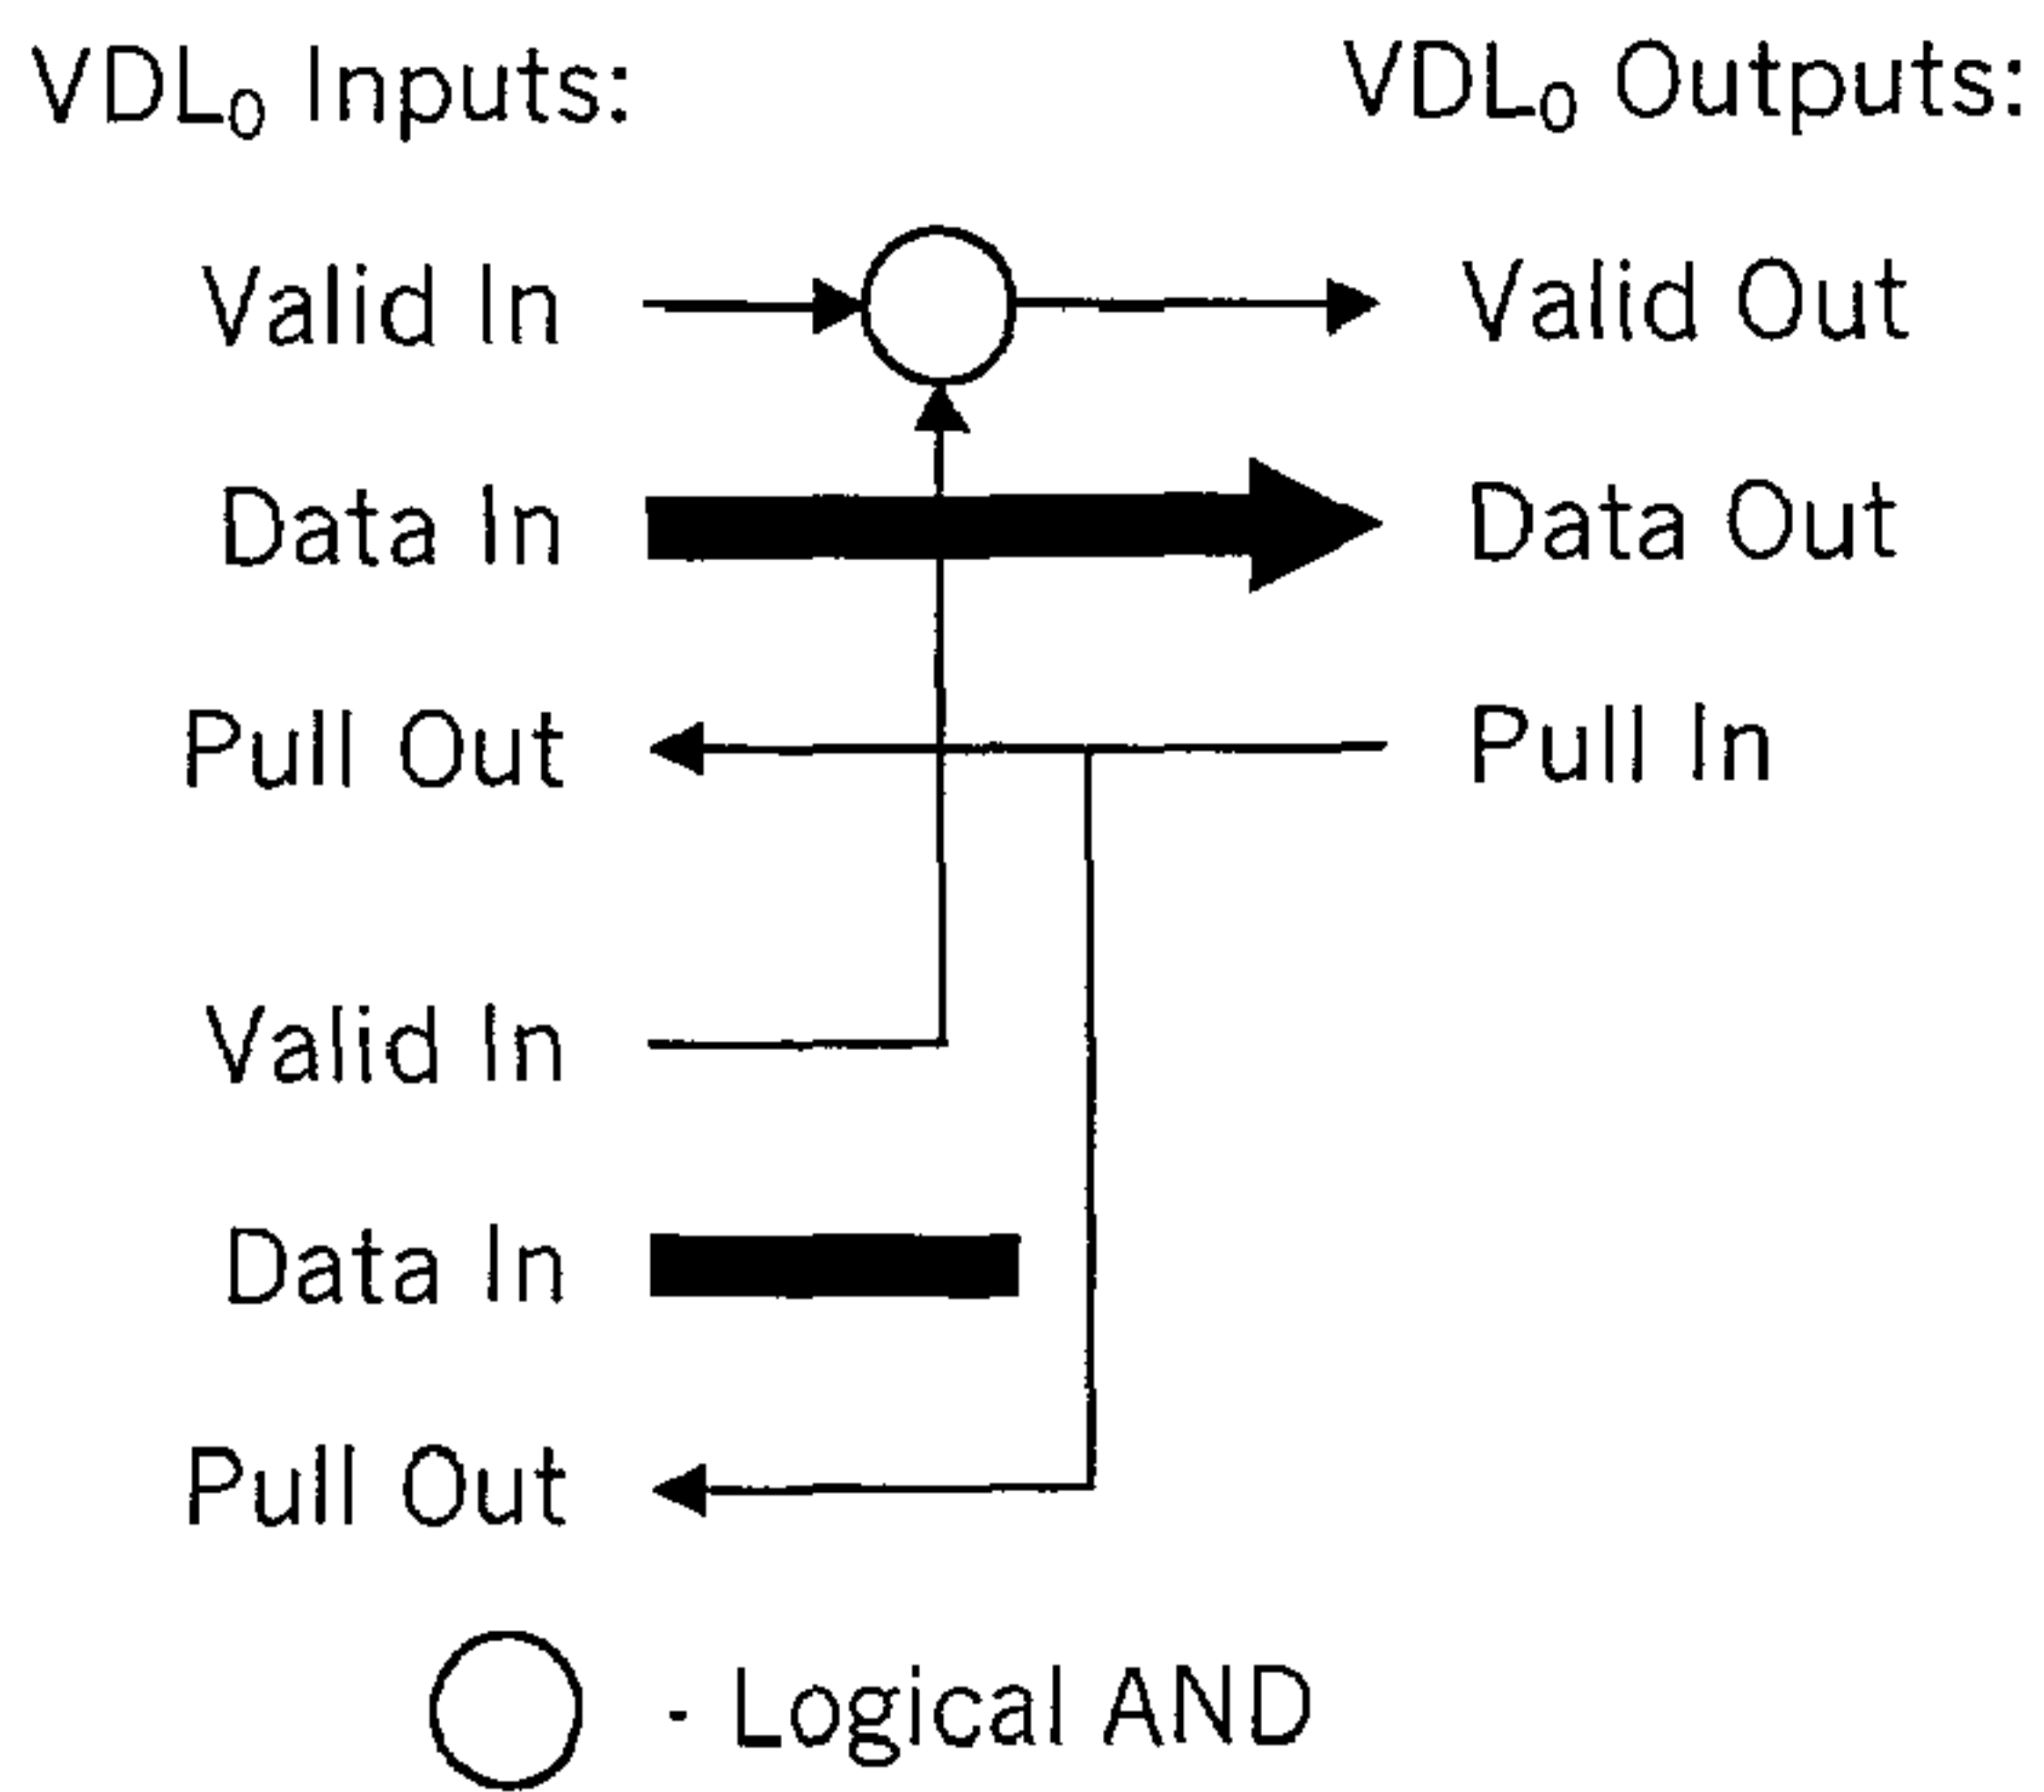 VDL₀ Inputs: VDL₀ Outputs:
Valid In Valid Out
Data In Data Out
Pull Out Pull In
Valid In
Data In
Pull Out
- Logical AND